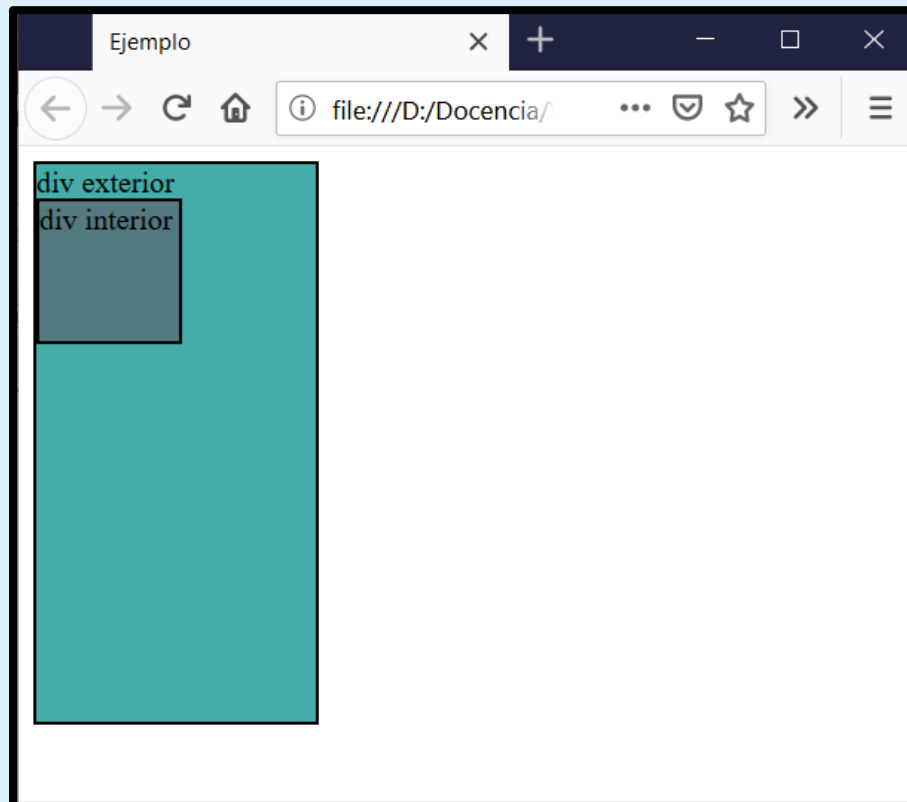 Ejemplo
file:///D:/Docencia/
div exterior
div interior